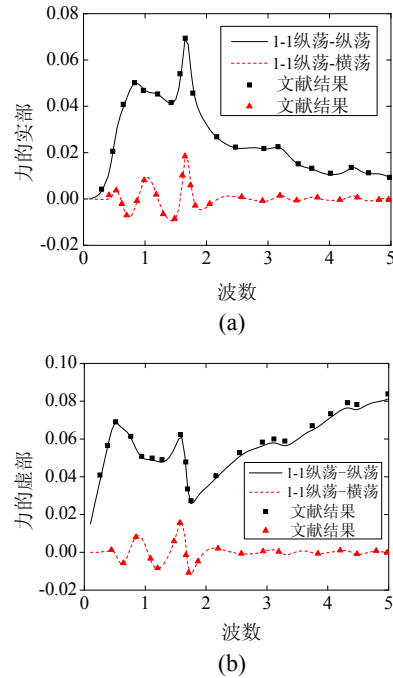 (a)
0.08
0.06
0.04
0.02
0.00
-0.02
力的实部
1-1纵荡-纵荡
1-1纵荡-横荡
文献结果
文献结果
0 1 2 3 4 5
波数
(a)
0.10
0.08
0.06
0.04
0.02
0.00
-0.02
力的虚部
1-1纵荡-纵荡
1-1纵荡-横荡
文献结果
文献结果
0 1 2 3 4 5
波数
(b)